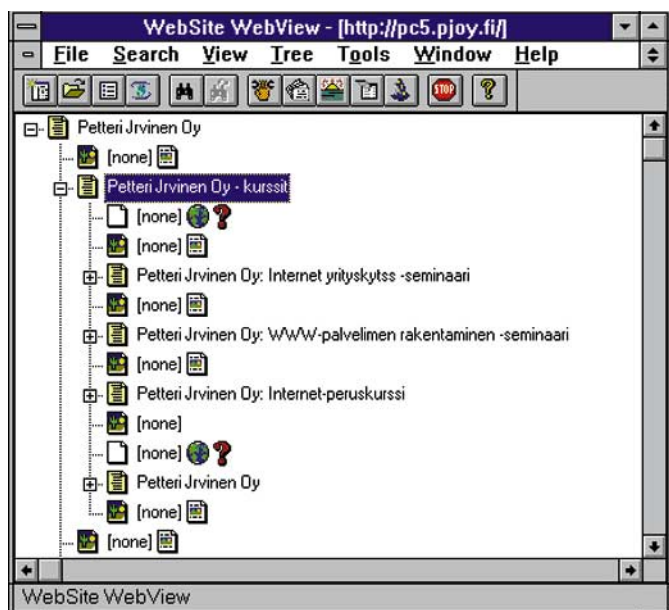 WebSite WebView - [http://pc5.pjoy.fi/]
File Search View Tree Tools Window Help
STOP ?
Petteri Jrvinen Oy
[none]
Petteri Jrvinen Oy - kurssit
[none] ?
[none]
Petteri Jrvinen Oy: Internet yrityskytss -seminaari
[none]
Petteri Jrvinen Oy: WWW-palvelimen rakentaminen -seminaari
[none]
Petteri Jrvinen Oy: Internet-peruskurssi
[none]
[none] ?
Petteri Jrvinen Oy
[none]
[none]
WebSite WebView